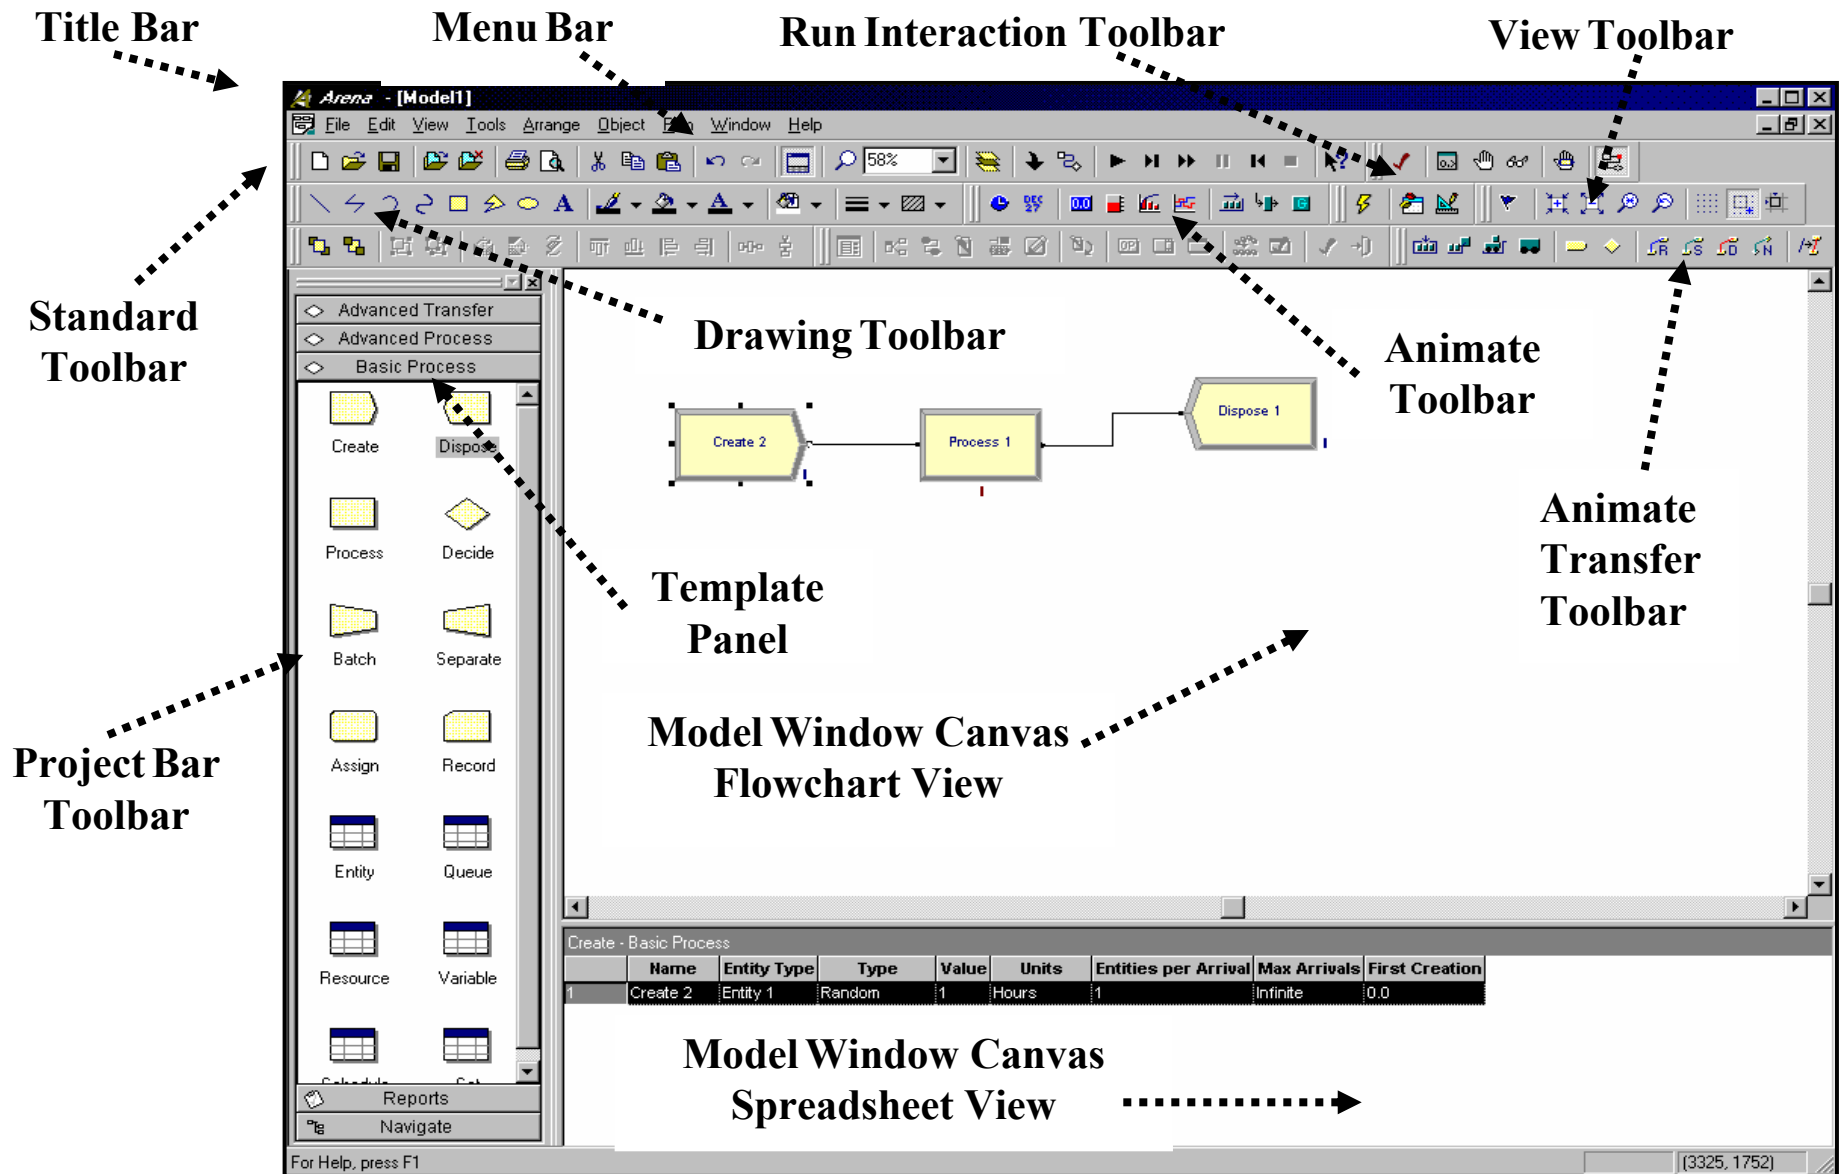 Title Bar
Menu Bar
Run Interaction Toolbar
View Toolbar
Arena - [Model1]
File Edit View Tools Arrange Object Window Help
58%
Standard
Toolbar
Advanced Transfer
Advanced Process
Basic Process
Drawing Toolbar
Animate
Toolbar
Create Dispose
Create 2
Process 1
Dispose 1
Process Decide
Animate
Transfer
Toolbar
Template
Panel
Batch Separate
Project Bar
Toolbar
Model Window Canvas
Flowchart View
Assign Record
Entity Queue
Resource Variable
Create - Basic Process
Name Entity Type Type Value Units Entities per Arrival Max Arrivals First Creation
1 Create 2 Entity 1 Random 1 Hours 1 Infinite 0.0
Model Window Canvas
Spreadsheet View
Schedule Set
Reports
Navigate
For Help, press F1
(3325, 1752)